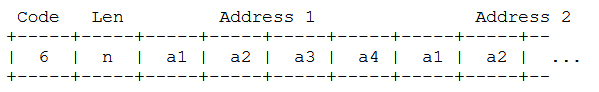 Code Len Address 1 Address 2
+-----+-----+-----+-----+-----+-----+-----+-----+--
| 6 | n | a1 | a2 | a3 | a4 | a1 | a2 | ...
+-----+-----+-----+-----+-----+-----+-----+-----+--